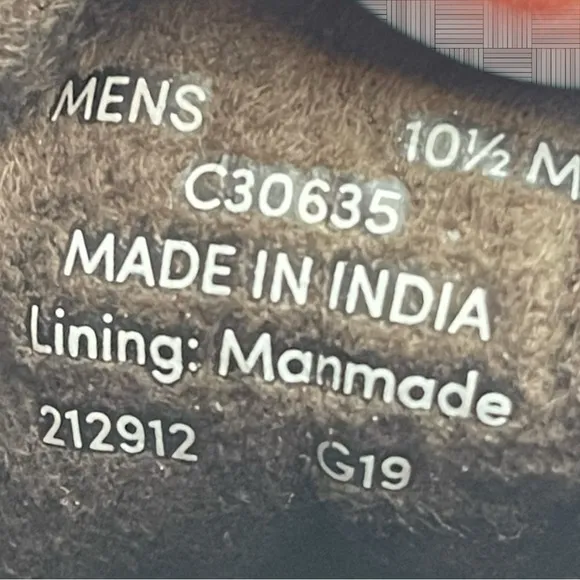 MENS 10½ M
C30635
MADE IN INDIA
Lining: Manmade
212912 G19